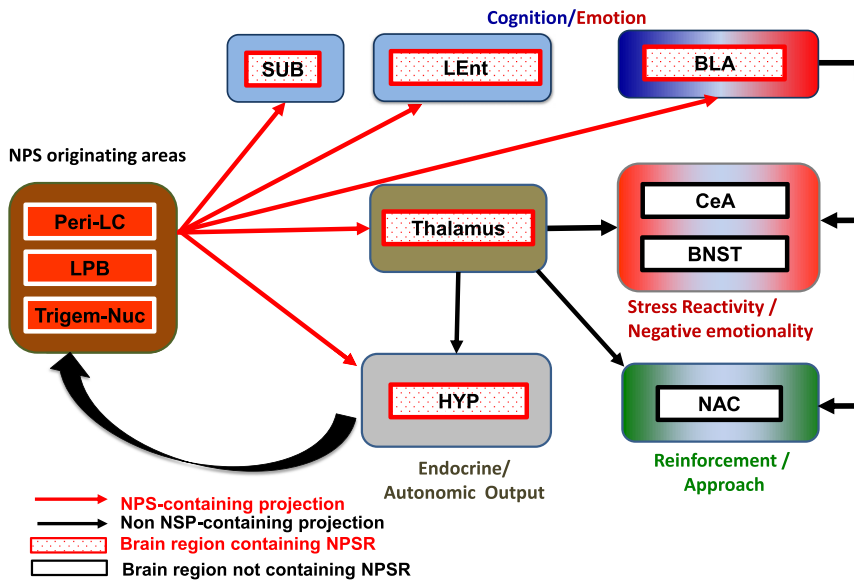 Cognition/Emotion
SUB
LEnt
BLA
NPS originating areas
Peri-LC
LPB
Trigem-Nuc
Thalamus
CeA
BNST
Stress Reactivity /
Negative emotionality
HYP
NAC
Endocrine/
Autonomic Output
Reinforcement /
Approach
NPS-containing projection
Non NSP-containing projection
Brain region containing NPSR
Brain region not containing NPSR